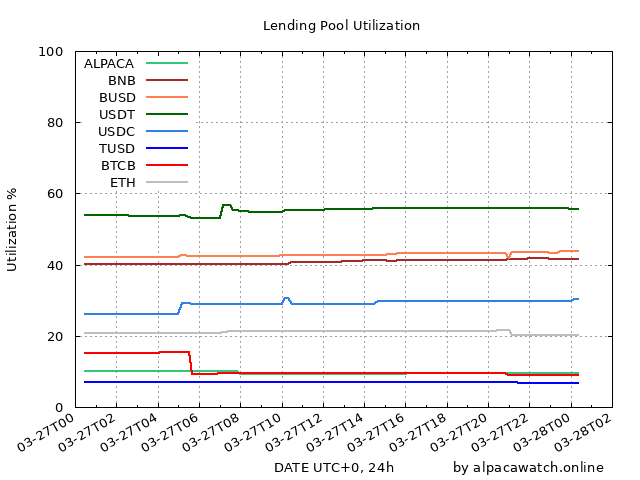 Lending Pool Utilization
100
80
60
40
20
0
Utilization %
ALPACA
BNB
BUSD
USDT
USDC
TUSD
BTCB
ETH
03-27T00
03-27T02
03-27T04
03-27T06
03-27T08
03-27T10
03-27T12
03-27T14
03-27T16
03-27T18
03-27T20
03-27T22
03-28T00
03-28T02
DATE UTC+0, 24h
by alpacawatch.online